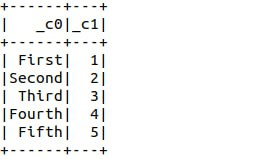 +------+---+
|   _c0|_c1|
+------+---+
| First|  1|
|Second|  2|
| Third|  3|
|Fourth|  4|
| Fifth|  5|
+------+---+